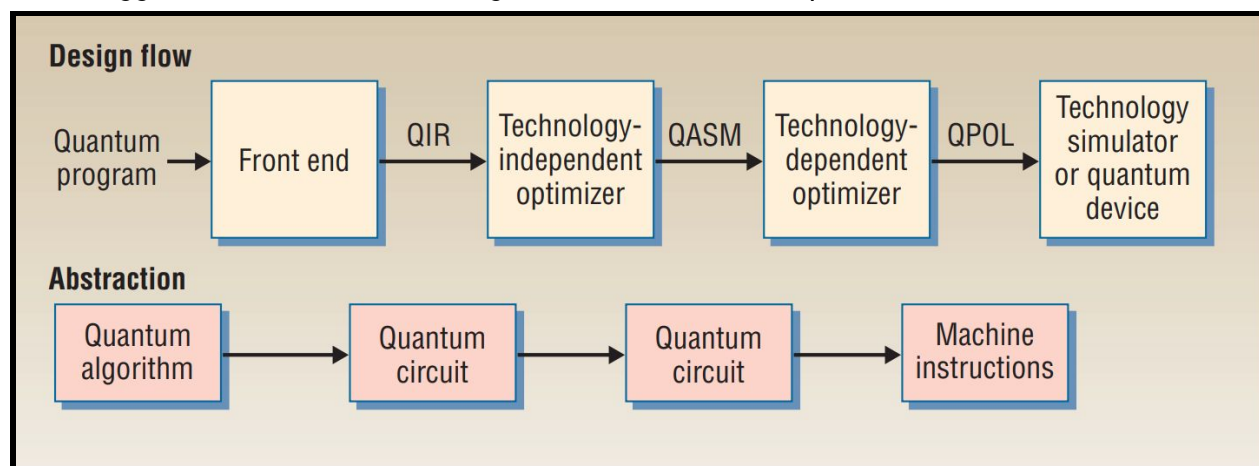 Design flow
Quantum
program
Front end
QIR
Technology-
independent
optimizer
QASM
Technology-
dependent
optimizer
QPOL
Technology
simulator
or quantum
device
Abstraction
Quantum
algorithm
Quantum
circuit
Quantum
circuit
Machine
instructions